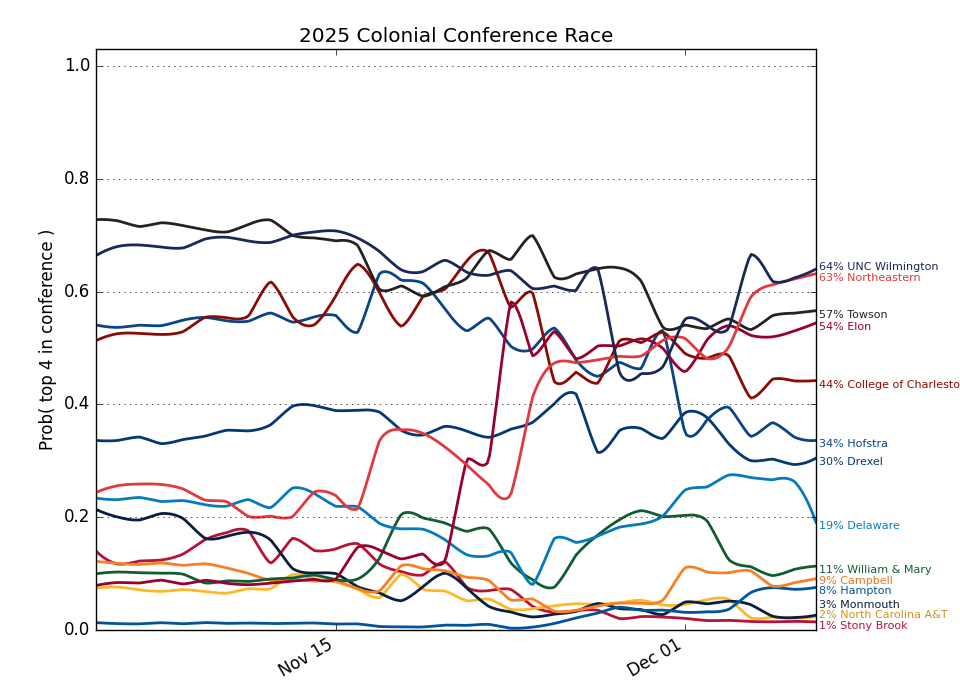 2025 Colonial Conference Race
Prob( top 4 in conference )
1.0
0.8
0.6
0.4
0.2
0.0
Nov 15
Dec 01
64% UNC Wilmington
63% Northeastern
57% Towson
54% Elon
44% College of Charlesto
34% Hofstra
30% Drexel
19% Delaware
11% William & Mary
9% Campbell
8% Hampton
3% Monmouth
2% North Carolina A&T
1% Stony Brook